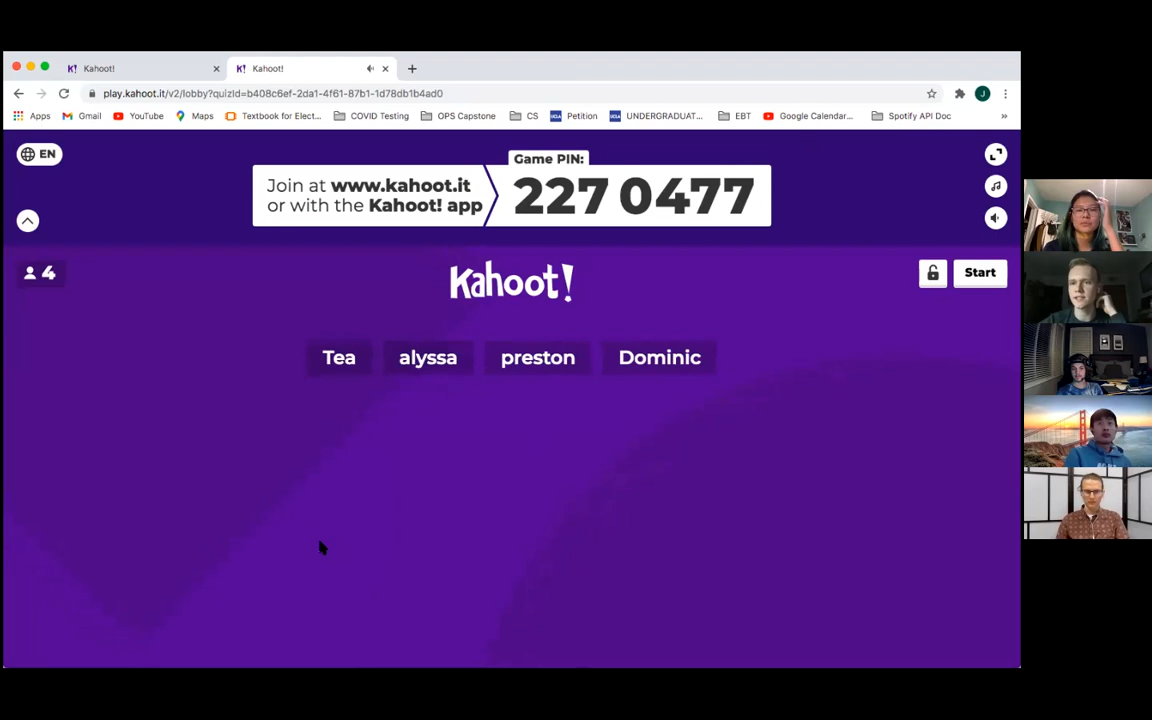 Kahoot!
Kahoot!
play.kahoot.it/v2/lobby?quizId=b408c6ef-2da1-4f61-87b1-1d78db1b4ad0
J
Apps Gmail YouTube Maps Textbook for Elect... COVID Testing OPS Capstone CS Petition UNDERGRADUAT... EBT Google Calendar... Spotify API Doc
EN
Game PIN:
Join at www.kahoot.it
or with the Kahoot! app
227 0477
4
Kahoot!
Start
Tea alyssa preston Dominic